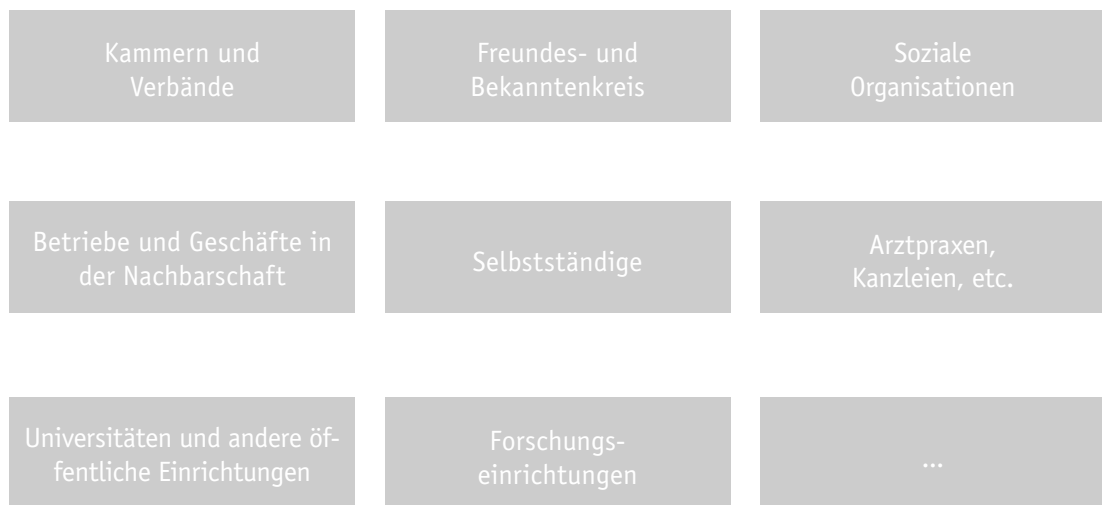 Kammern und
Verbände
Freundes- und
Bekanntenkreis
Soziale
Organisationen
Betriebe und Geschäfte in
der Nachbarschaft
Selbstständige
Arztpraxen,
Kanzleien, etc.
Universitäten und andere öf-
fentliche Einrichtungen
Forschungs-
einrichtungen
...